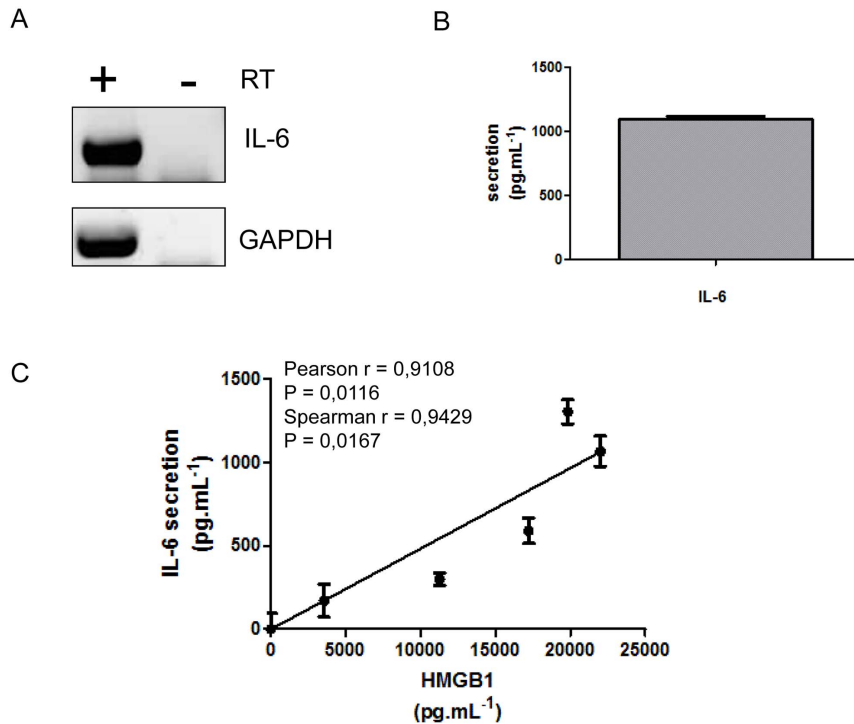 A
+ - RT
IL-6
GAPDH
B
1500
1000
500
0
secretion
(pg.mL⁻¹)
IL-6
C
Pearson r = 0,9108
P = 0,0116
Spearman r = 0,9429
P = 0,0167
1500
1000
500
0
IL-6 secretion
(pg.mL⁻¹)
0 5000 10000 15000 20000 25000
HMGB1
(pg.mL⁻¹)